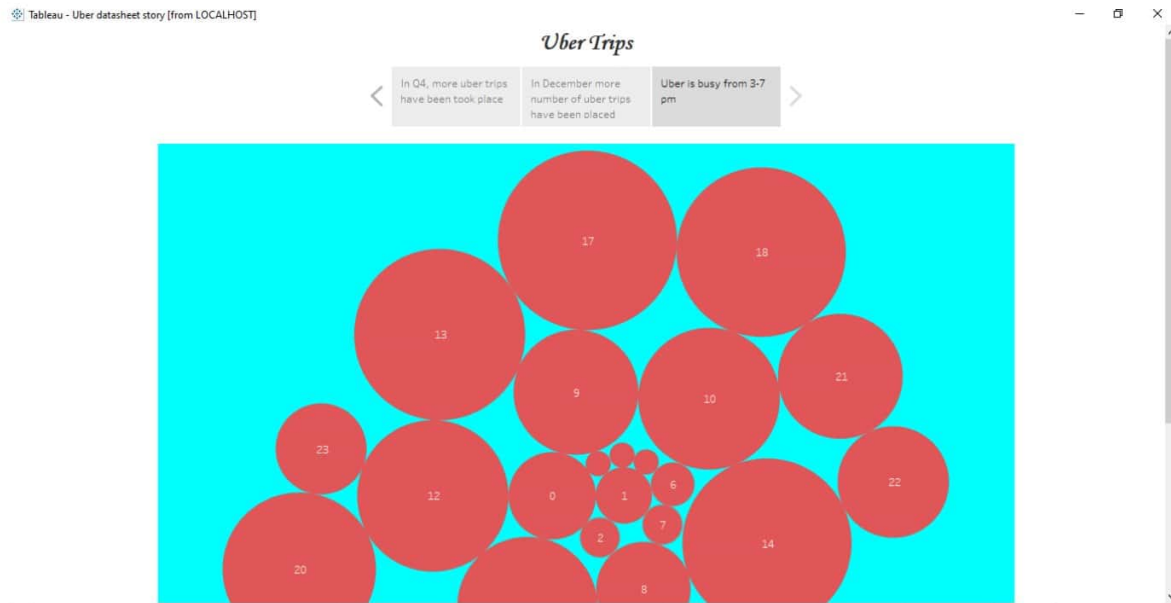 Tableau - Uber datasheet story [from LOCALHOST]
Uber Trips
In Q4, more uber trips
have been took place
In December more
number of uber trips
have been placed
Uber is busy from 3-7
pm
17
18
13
21
9
10
23
22
6
12
0
1
7
2
14
20
8